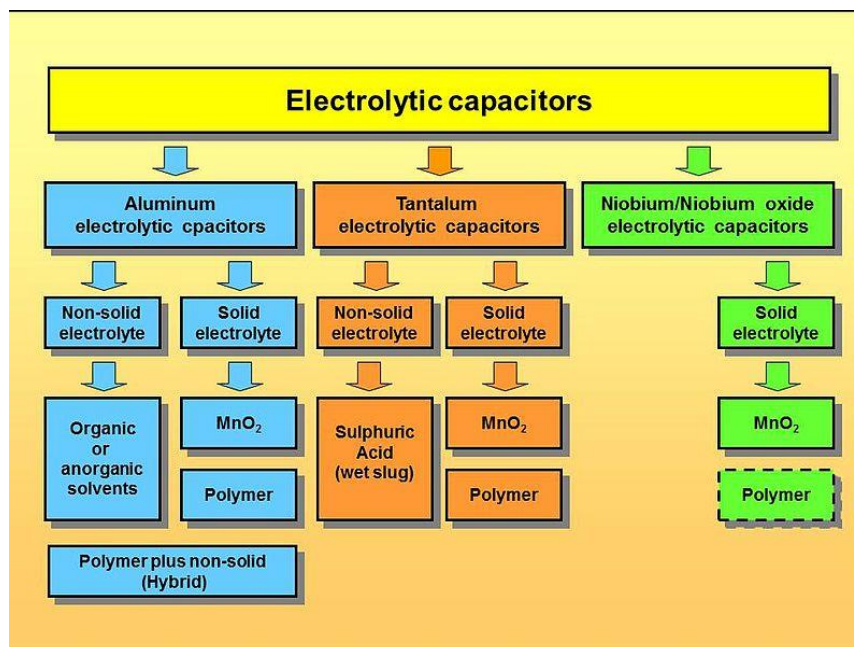 Electrolytic capacitors
Aluminum
electrolytic cpacitors
Tantalum
electrolytic capacitors
Niobium/Niobium oxide
electrolytic capacitors
Non-solid
electrolyte
Solid
electrolyte
Non-solid
electrolyte
Solid
electrolyte
Solid
electrolyte
Organic
or
anorganic
solvents
MnO₂
Sulphuric
Acid
(wet slug)
MnO₂
MnO₂
Polymer
Polymer
Polymer
Polymer plus non-solid
(Hybrid)